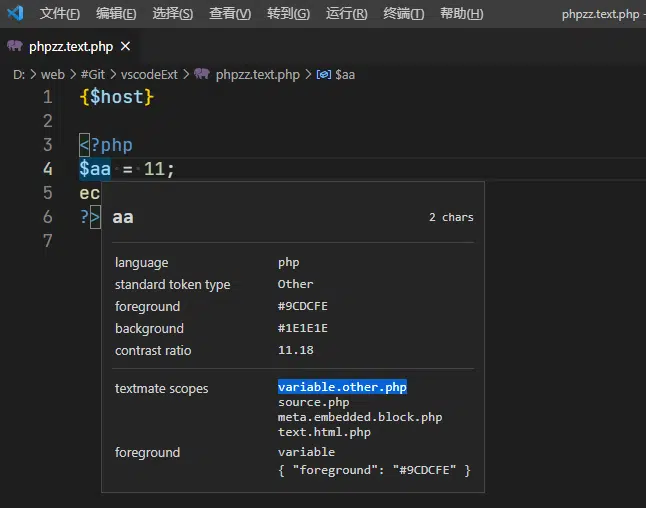 文件(F) 编辑(E) 选择(S) 查看(V) 转到(G) 运行(R) 终端(T) 帮助(H) phpzz.text.php -
phpzz.text.php ×
D: > web > #Git > vscodeExt > phpzz.text.php > $aa
1 {$host}
2
3 <?php
4 $aa = 11;
5 ec
6 ?>
7
aa 2 chars
language php
standard token type Other
foreground #9CDCFE
background #1E1E1E
contrast ratio 11.18
textmate scopes variable.other.php
source.php
meta.embedded.block.php
text.html.php
foreground variable
{ "foreground": "#9CDCFE" }